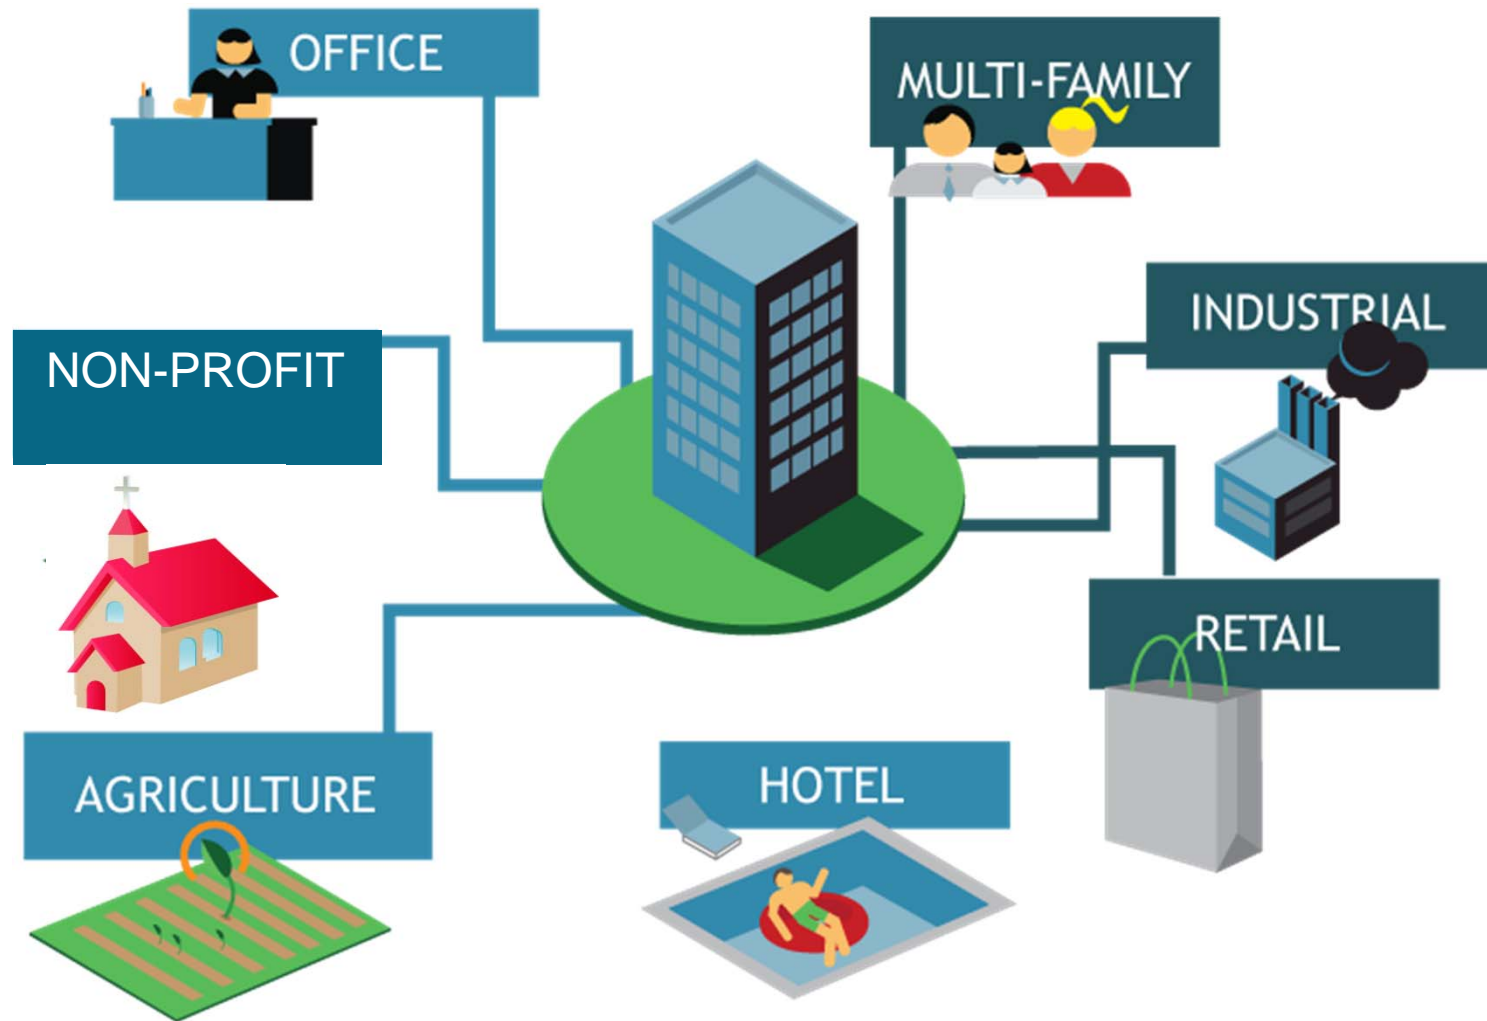 OFFICE
MULTI-FAMILY
INDUSTRIAL
NON-PROFIT
RETAIL
AGRICULTURE
HOTEL